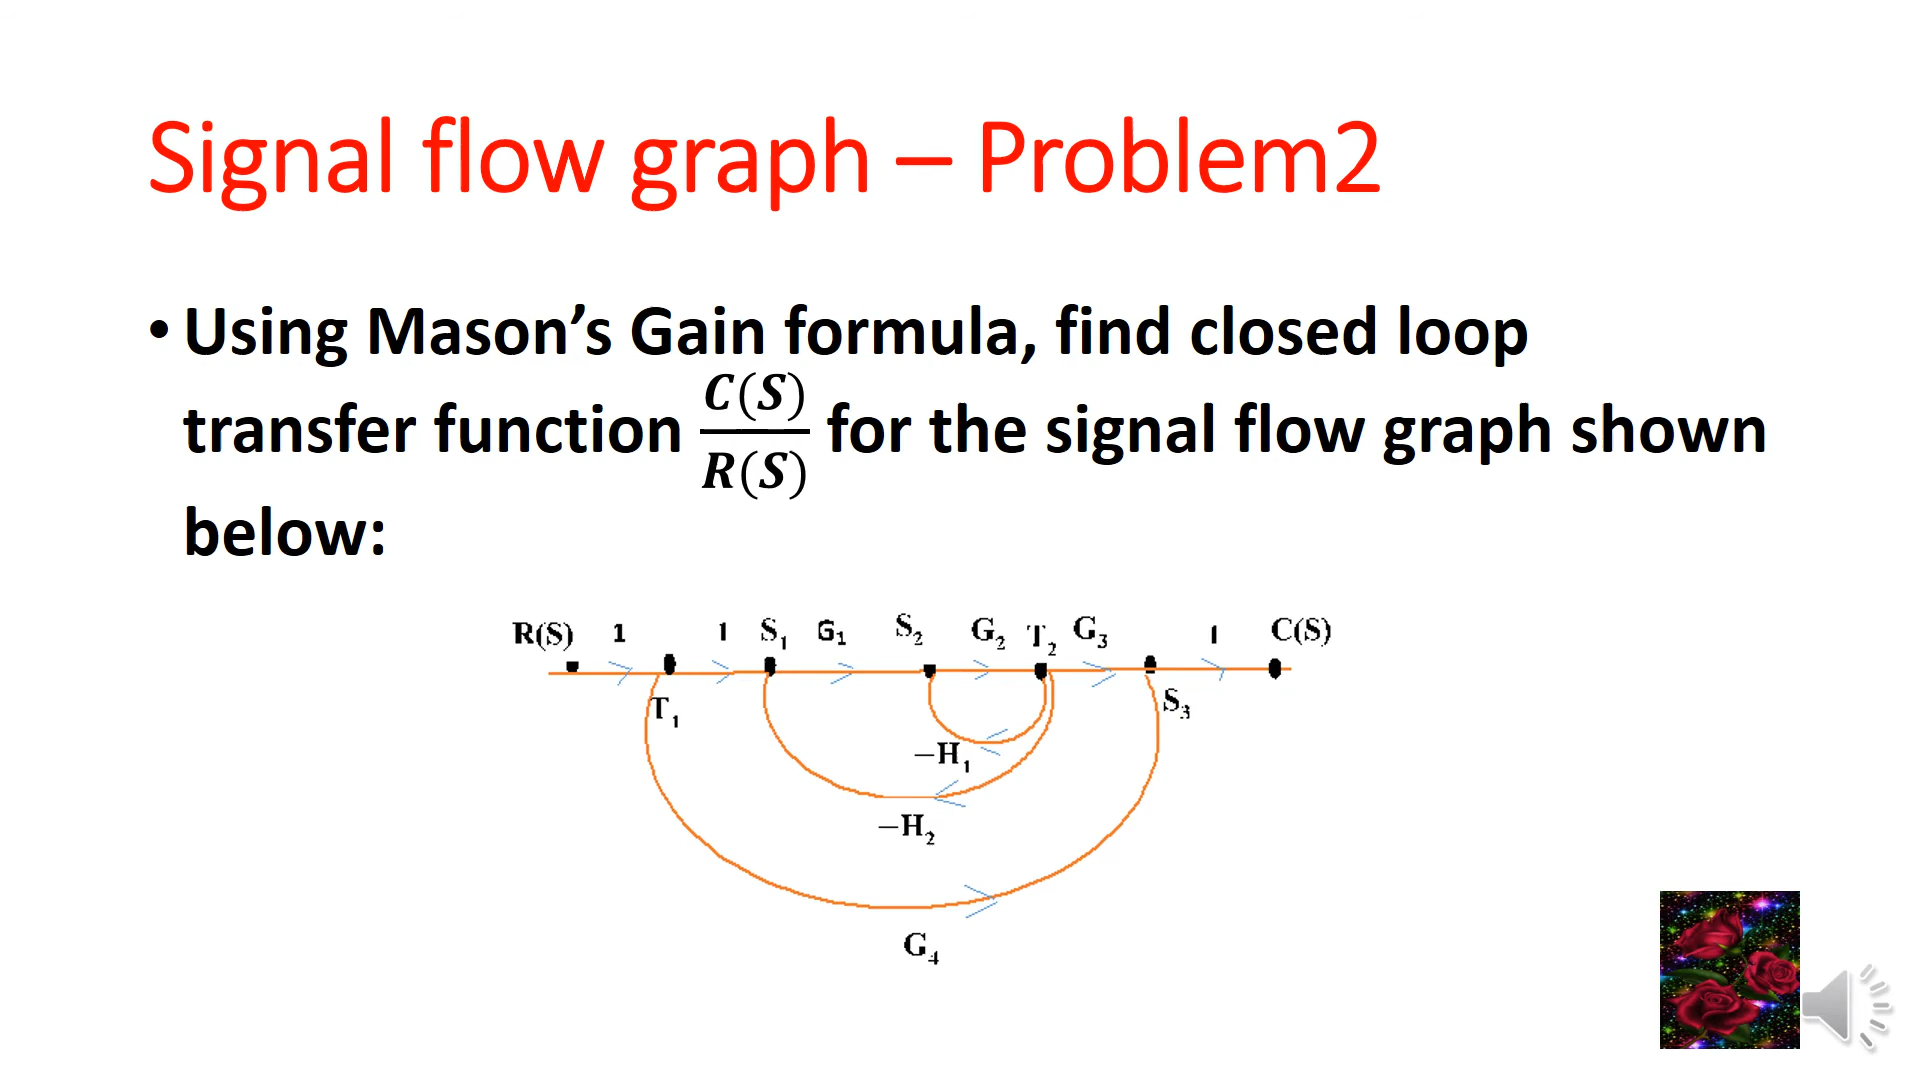 Signal flow graph – Problem2
• Using Mason’s Gain formula, find closed loop
transfer function C(S)/R(S) for the signal flow graph shown
below:
R(S) 1 1 S1 G1 S2 G2 T2 G3 1 C(S)
T1 S3
−H1
−H2
G4